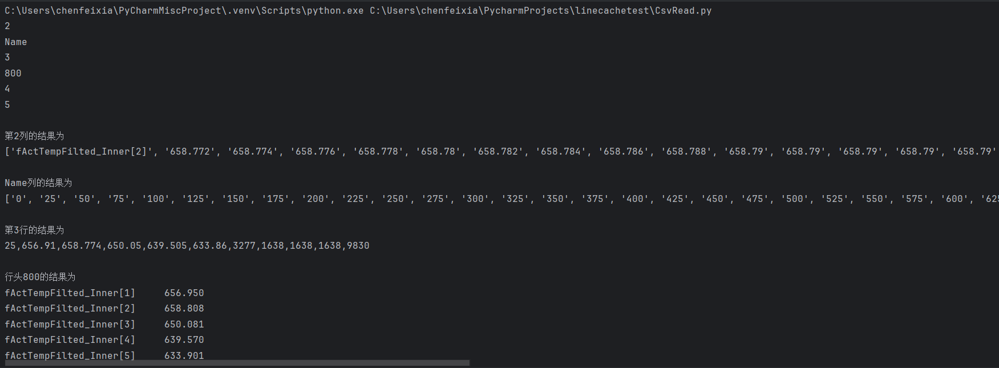 C:\Users\chenfeixia\PyCharmMiscProject\.venv\Scripts\python.exe C:\Users\chenfeixia\PycharmProjects\linecachetest\CsvRead.py
2
Name
3
800
4
5
第2列的结果为
['fActTempFilted_Inner[2]', '658.772', '658.774', '658.776', '658.778', '658.78', '658.782', '658.784', '658.786', '658.788', '658.79', '658.79', '658.79', '658.79', '658.79'
Name列的结果为
['0', '25', '50', '75', '100', '125', '150', '175', '200', '225', '250', '275', '300', '325', '350', '375', '400', '425', '450', '475', '500', '525', '550', '575', '600', '625
第3行的结果为
25,656.91,658.774,650.05,639.505,633.86,3277,1638,1638,1638,9830
行头800的结果为
fActTempFilted_Inner[1]     656.950
fActTempFilted_Inner[2]     658.808
fActTempFilted_Inner[3]     650.081
fActTempFilted_Inner[4]     639.570
fActTempFilted_Inner[5]     633.901